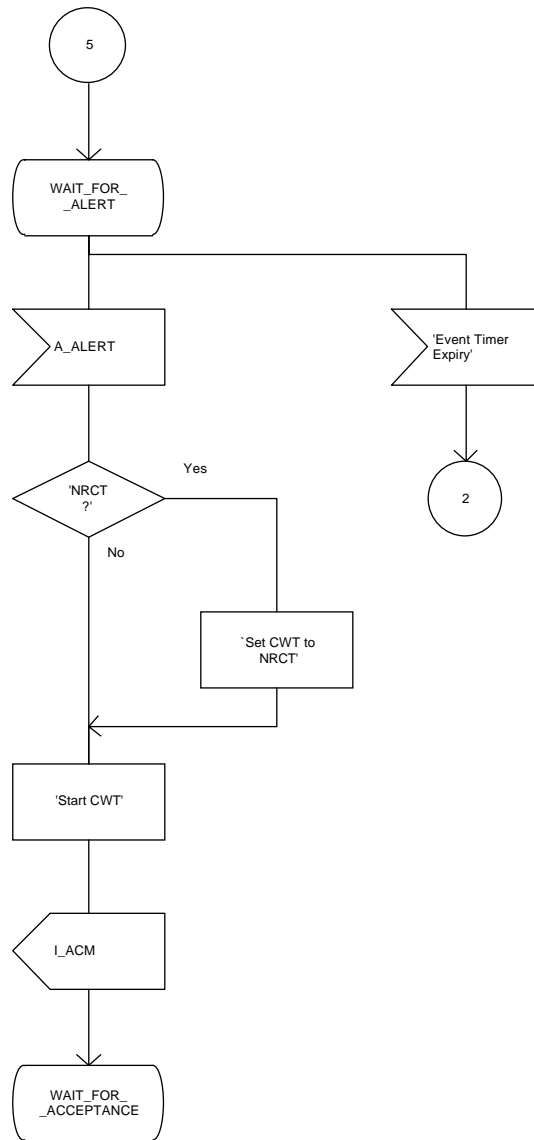 5
WAIT_FOR_
_ALERT
A_ALERT
'Event Timer
Expiry'
'NRCT
?'
Yes
2
No
`Set CWT to
NRCT'
'Start CWT'
I_ACM
WAIT_FOR_
_ACCEPTANCE